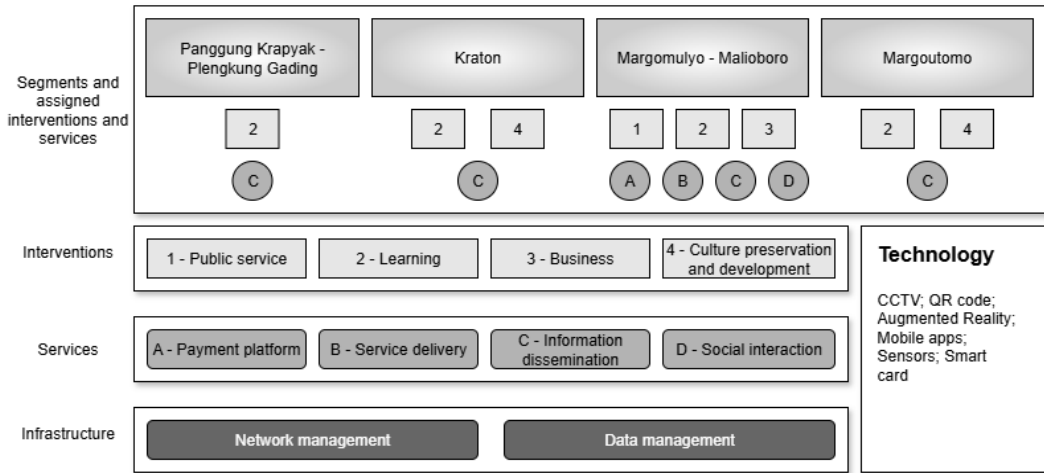 Segments and
assigned
interventions and
services
Panggung Krapyak -
Plengkung Gading
Kraton
Margomulyo - Malioboro
Margoutomo
2
2 4
1 2 3
2 4
C
C
A B C D
C
Interventions
1 - Public service
2 - Learning
3 - Business
4 - Culture preservation
and development
Services
A - Payment platform
B - Service delivery
C - Information
dissemination
D - Social interaction
Infrastructure
Network management
Data management
Technology
CCTV; QR code;
Augmented Reality;
Mobile apps;
Sensors; Smart
card